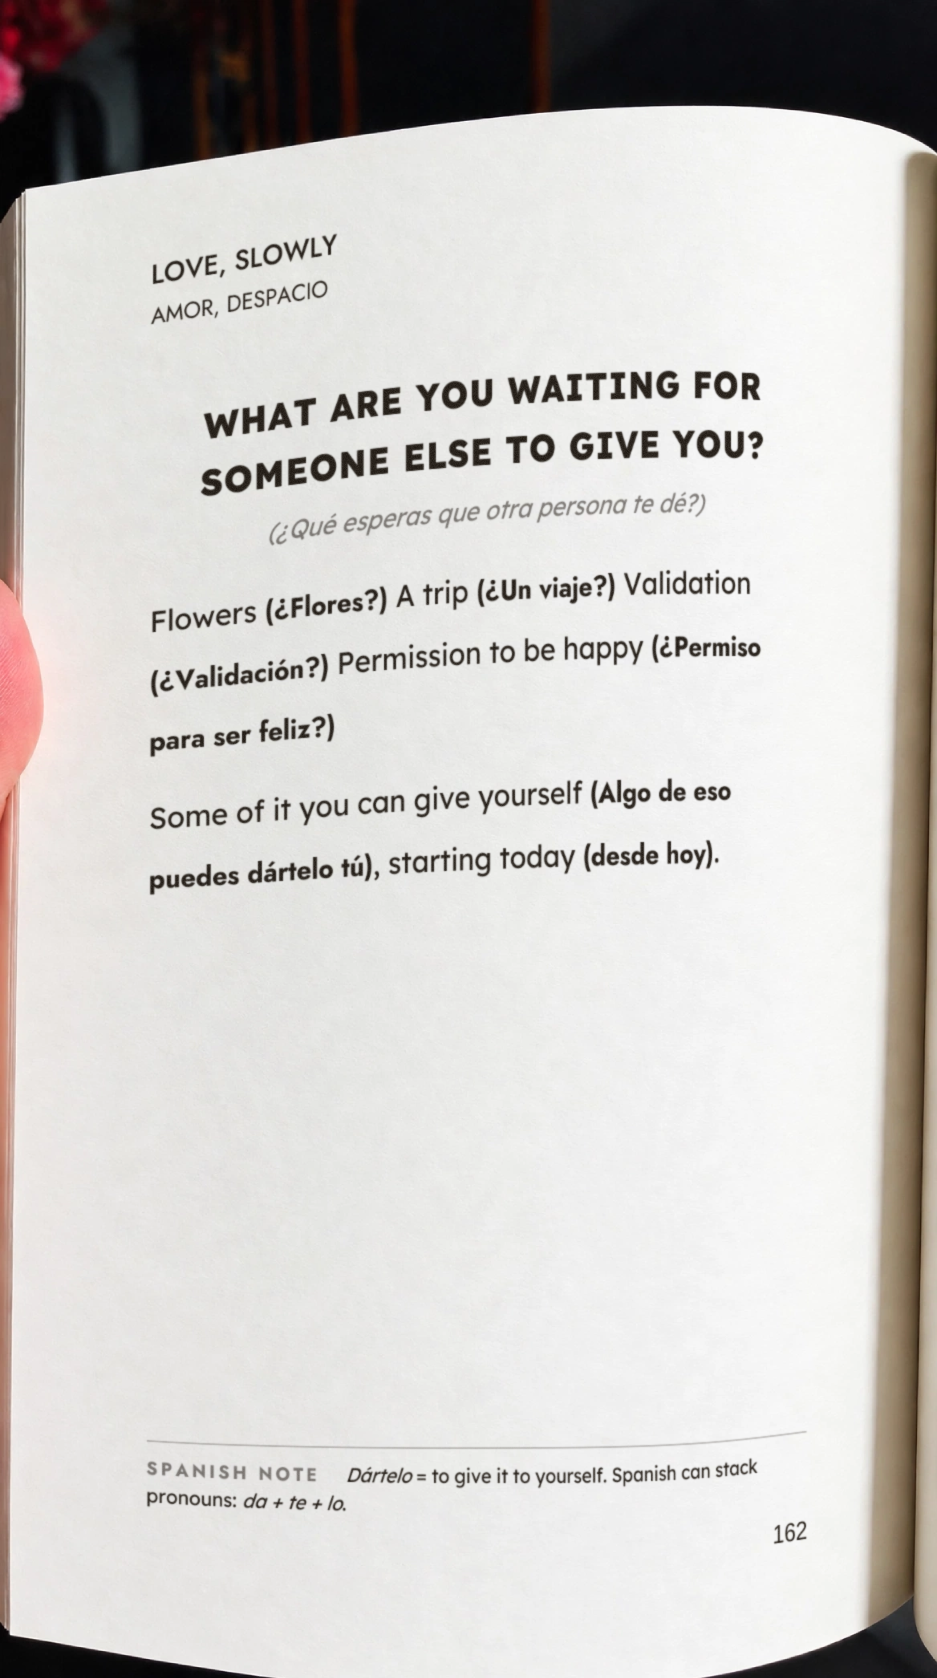 LOVE, SLOWLY
AMOR, DESPACIO
WHAT ARE YOU WAITING FOR
SOMEONE ELSE TO GIVE YOU?
(¿Qué esperas que otra persona te dé?)
Flowers (¿Flores?) A trip (¿Un viaje?) Validation
(¿Validación?) Permission to be happy (¿Permiso
para ser feliz?)
Some of it you can give yourself (Algo de eso
puedes dártelo tú), starting today (desde hoy).
SPANISH NOTE Dártelo = to give it to yourself. Spanish can stack
pronouns: da + te + lo.
162